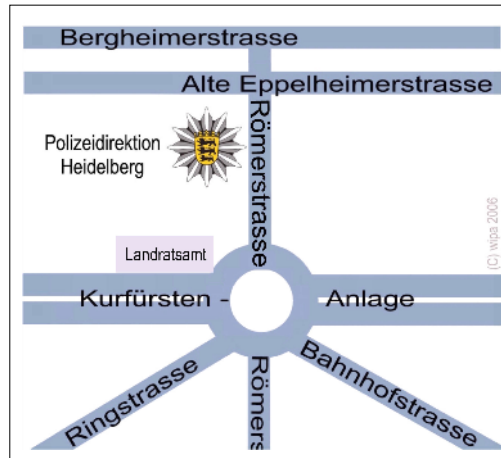 Bergheimerstrasse
Alte Eppelheimerstrasse
Polizeidirektion
Heidelberg
Römerstrasse
(C) wipa 2006
Landratsamt
Kurfürsten - Anlage
Ringstrasse
Römers
Bahnhofstrasse